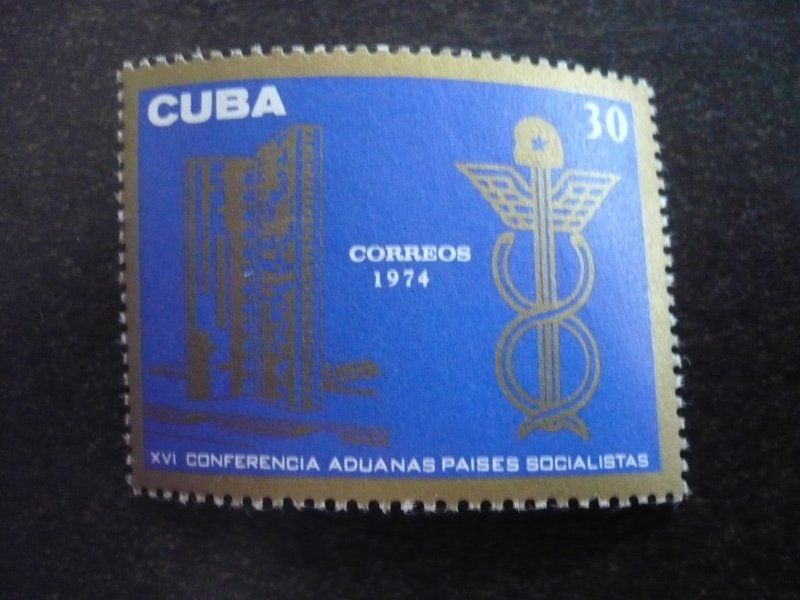 CUBA
30
CORREOS
1974
XVI CONFERENCIA ADUANAS PAISES SOCIALISTAS